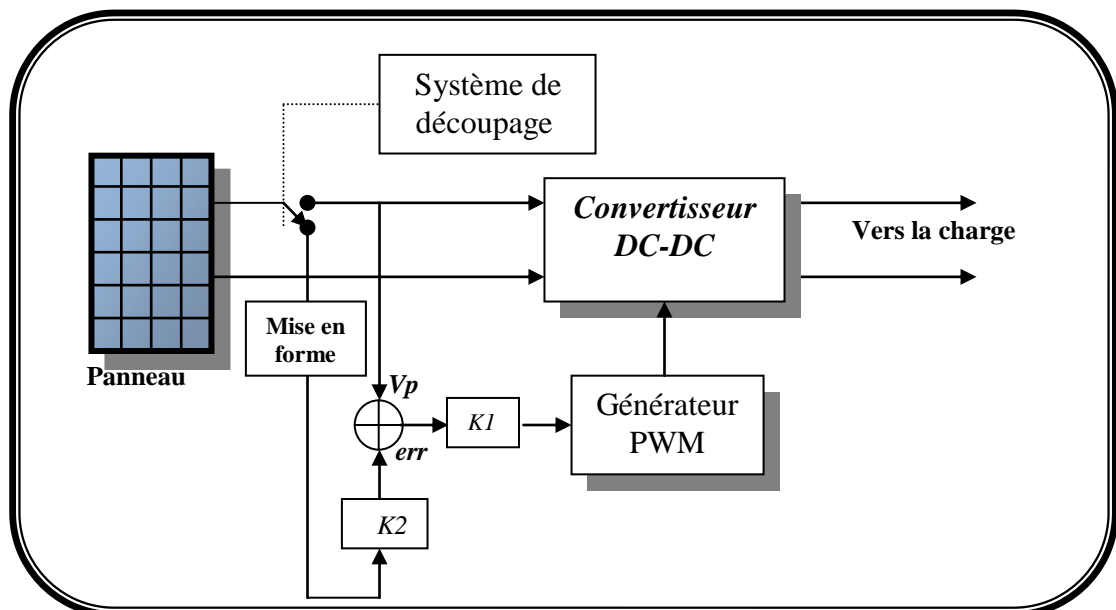 Système de
découpage
Convertisseur
DC-DC
Vers la charge
Mise en
forme
Panneau
Vp
err
K1
Générateur
PWM
K2